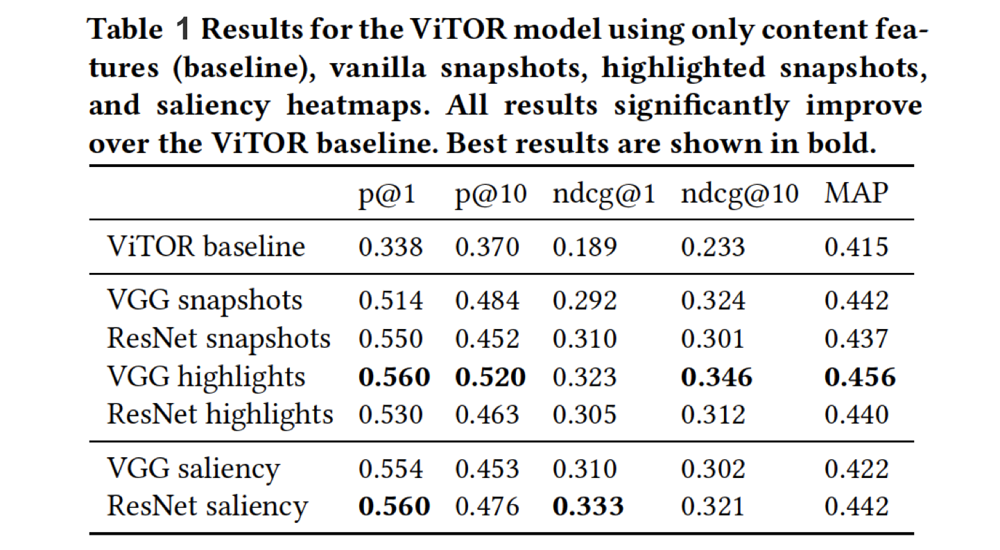 Table 1 Results for the ViTOR model using only content fea-
tures (baseline), vanilla snapshots, highlighted snapshots,
and saliency heatmaps. All results significantly improve
over the ViTOR baseline. Best results are shown in bold.
p@1 p@10 ndcg@1 ndcg@10 MAP
ViTOR baseline 0.338 0.370 0.189 0.233 0.415
VGG snapshots 0.514 0.484 0.292 0.324 0.442
ResNet snapshots 0.550 0.452 0.310 0.301 0.437
VGG highlights 0.560 0.520 0.323 0.346 0.456
ResNet highlights 0.530 0.463 0.305 0.312 0.440
VGG saliency 0.554 0.453 0.310 0.302 0.422
ResNet saliency 0.560 0.476 0.333 0.321 0.442